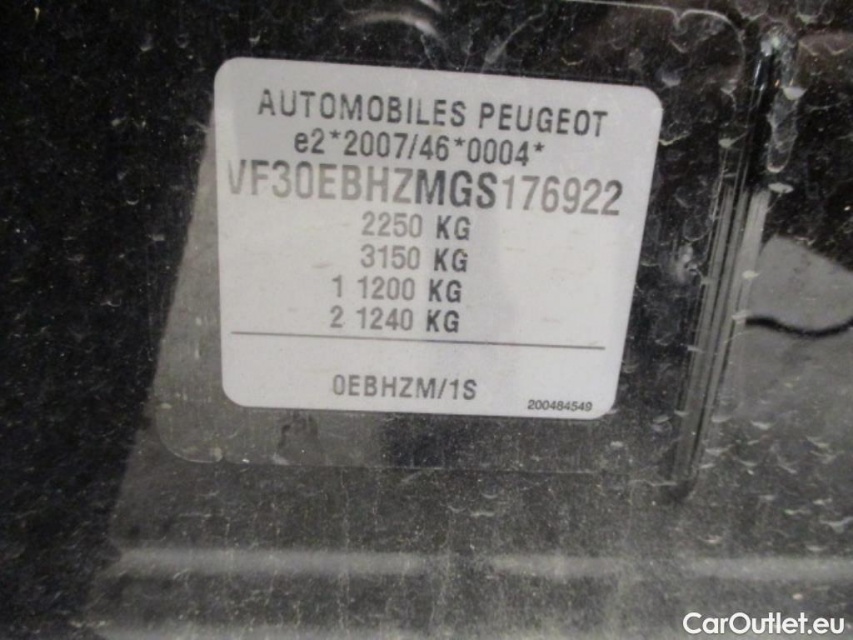 AUTOMOBILES PEUGEOT
e2*2007/46*0004*
VF30EBHZMGS176922
2250 KG
3150 KG
1 1200 KG
2 1240 KG
0EBHZM/1S
200484549
CarOutlet.eu